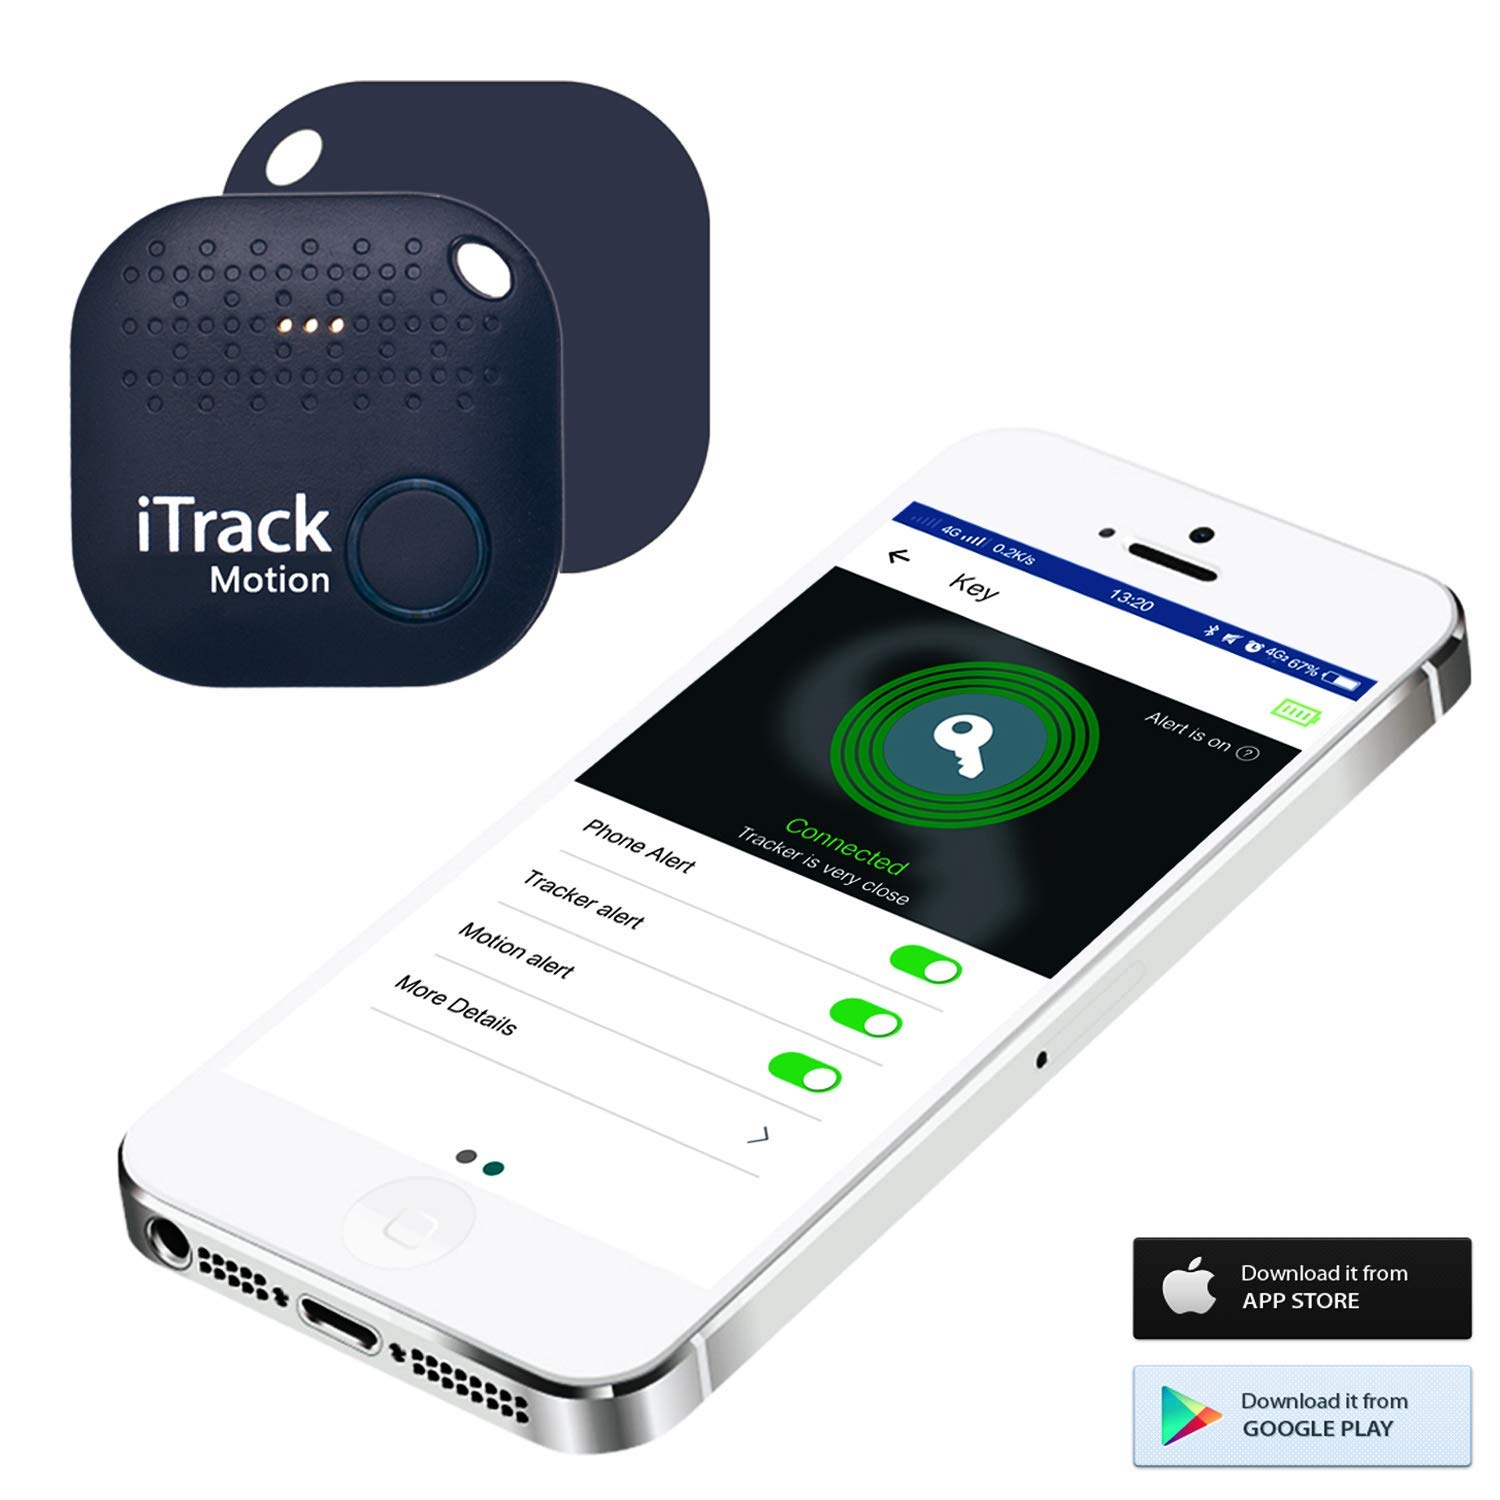 iTrack
Motion
4G 0.2K/s
13:20
4G2 67%
Key
Alert is on ?
Connected
Tracker is very close
Phone Alert
Tracker alert
Motion alert
More Details
Download it from
APP STORE
Download it from
GOOGLE PLAY